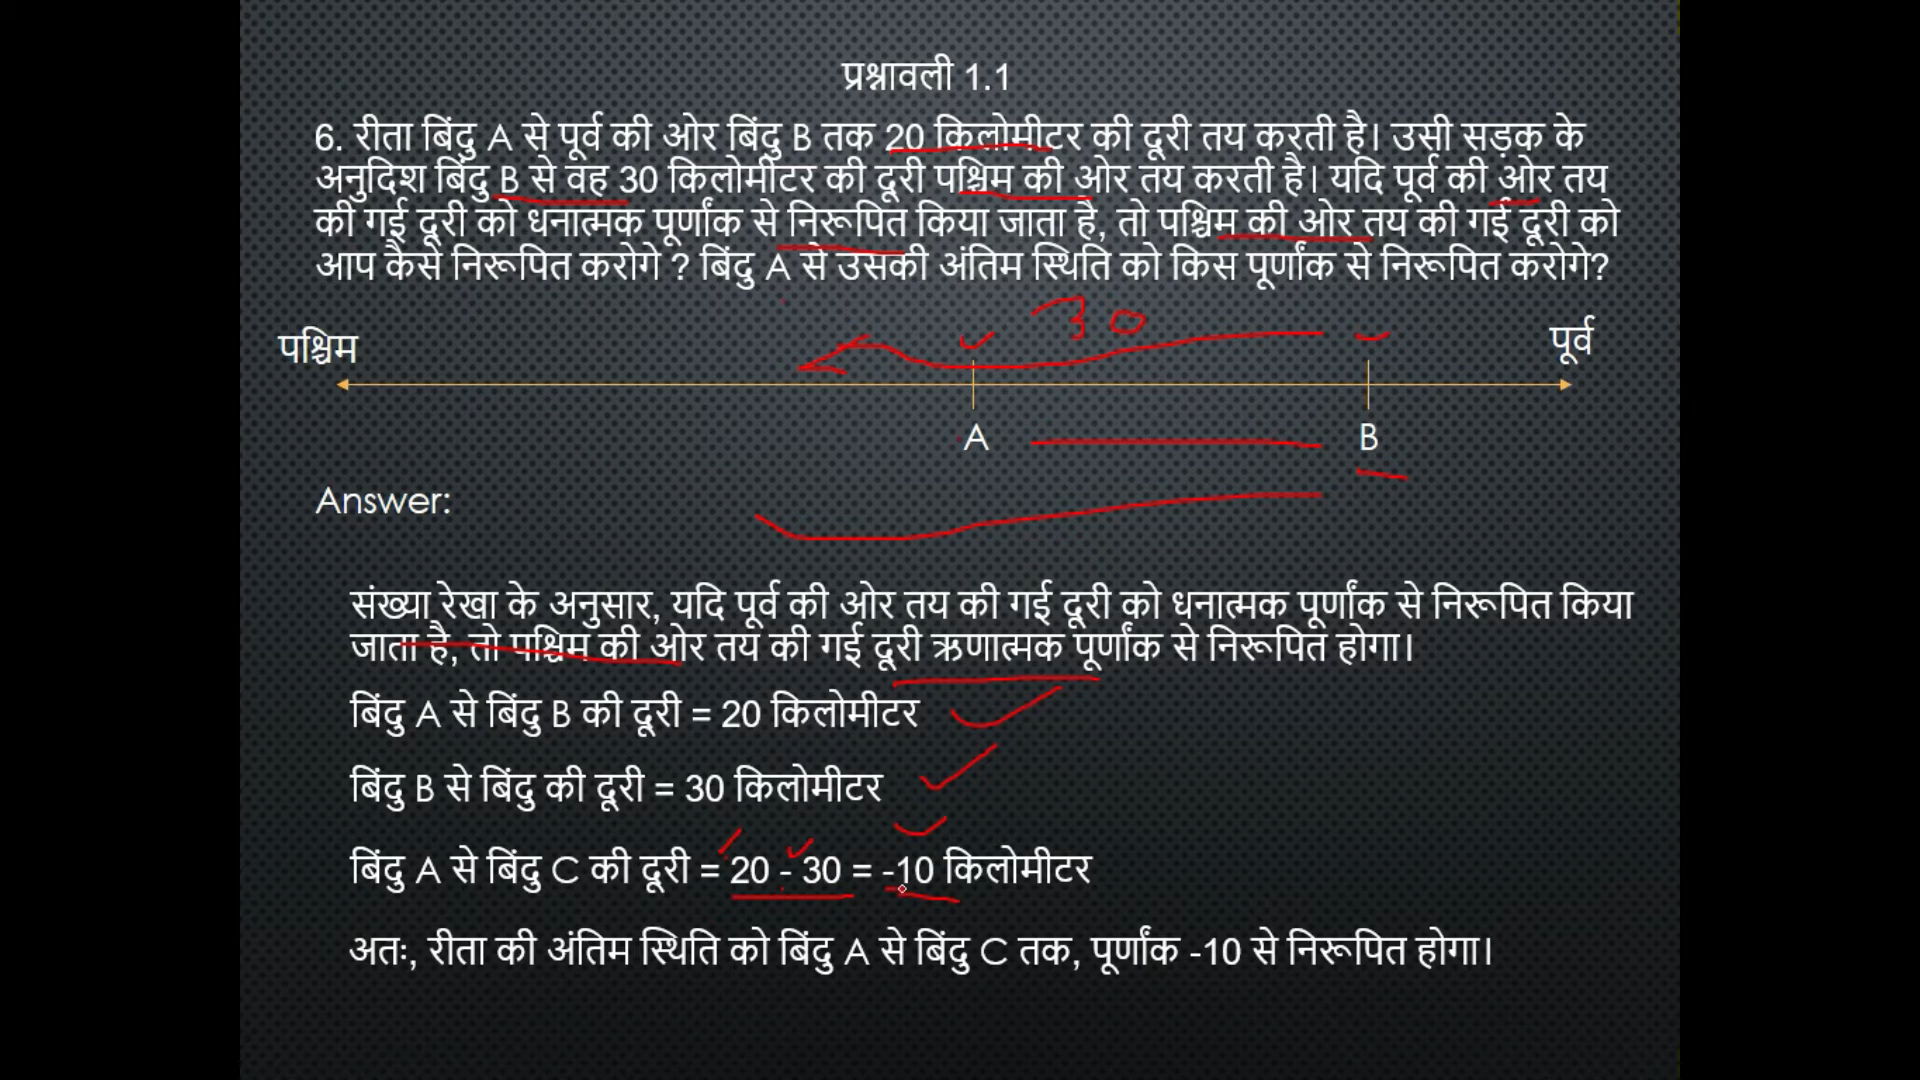 प्रश्नावली 1.1
6. रीता बिंदु A से पूर्व की ओर बिंदु B तक 20 किलोमीटर की दूरी तय करती है। उसी सड़क के
अनुदिश बिंदु B से वह 30 किलोमीटर की दूरी पश्चिम की ओर तय करती है। यदि पूर्व की ओर तय
की गई दूरी को धनात्मक पूर्णांक से निरूपित किया जाता है, तो पश्चिम की ओर तय की गई दूरी को
आप कैसे निरूपित करोगे ? बिंदु A से उसकी अंतिम स्थिति को किस पूर्णांक से निरूपित करोगे?
30
पश्चिम
पूर्व
A
B
Answer:
संख्या रेखा के अनुसार, यदि पूर्व की ओर तय की गई दूरी को धनात्मक पूर्णांक से निरूपित किया
जाता है, तो पश्चिम की ओर तय की गई दूरी ऋणात्मक पूर्णांक से निरूपित होगा।
बिंदु A से बिंदु B की दूरी = 20 किलोमीटर
बिंदु B से बिंदु की दूरी = 30 किलोमीटर
बिंदु A से बिंदु C की दूरी = 20 - 30 = -10 किलोमीटर
अतः, रीता की अंतिम स्थिति को बिंदु A से बिंदु C तक, पूर्णांक -10 से निरूपित होगा।